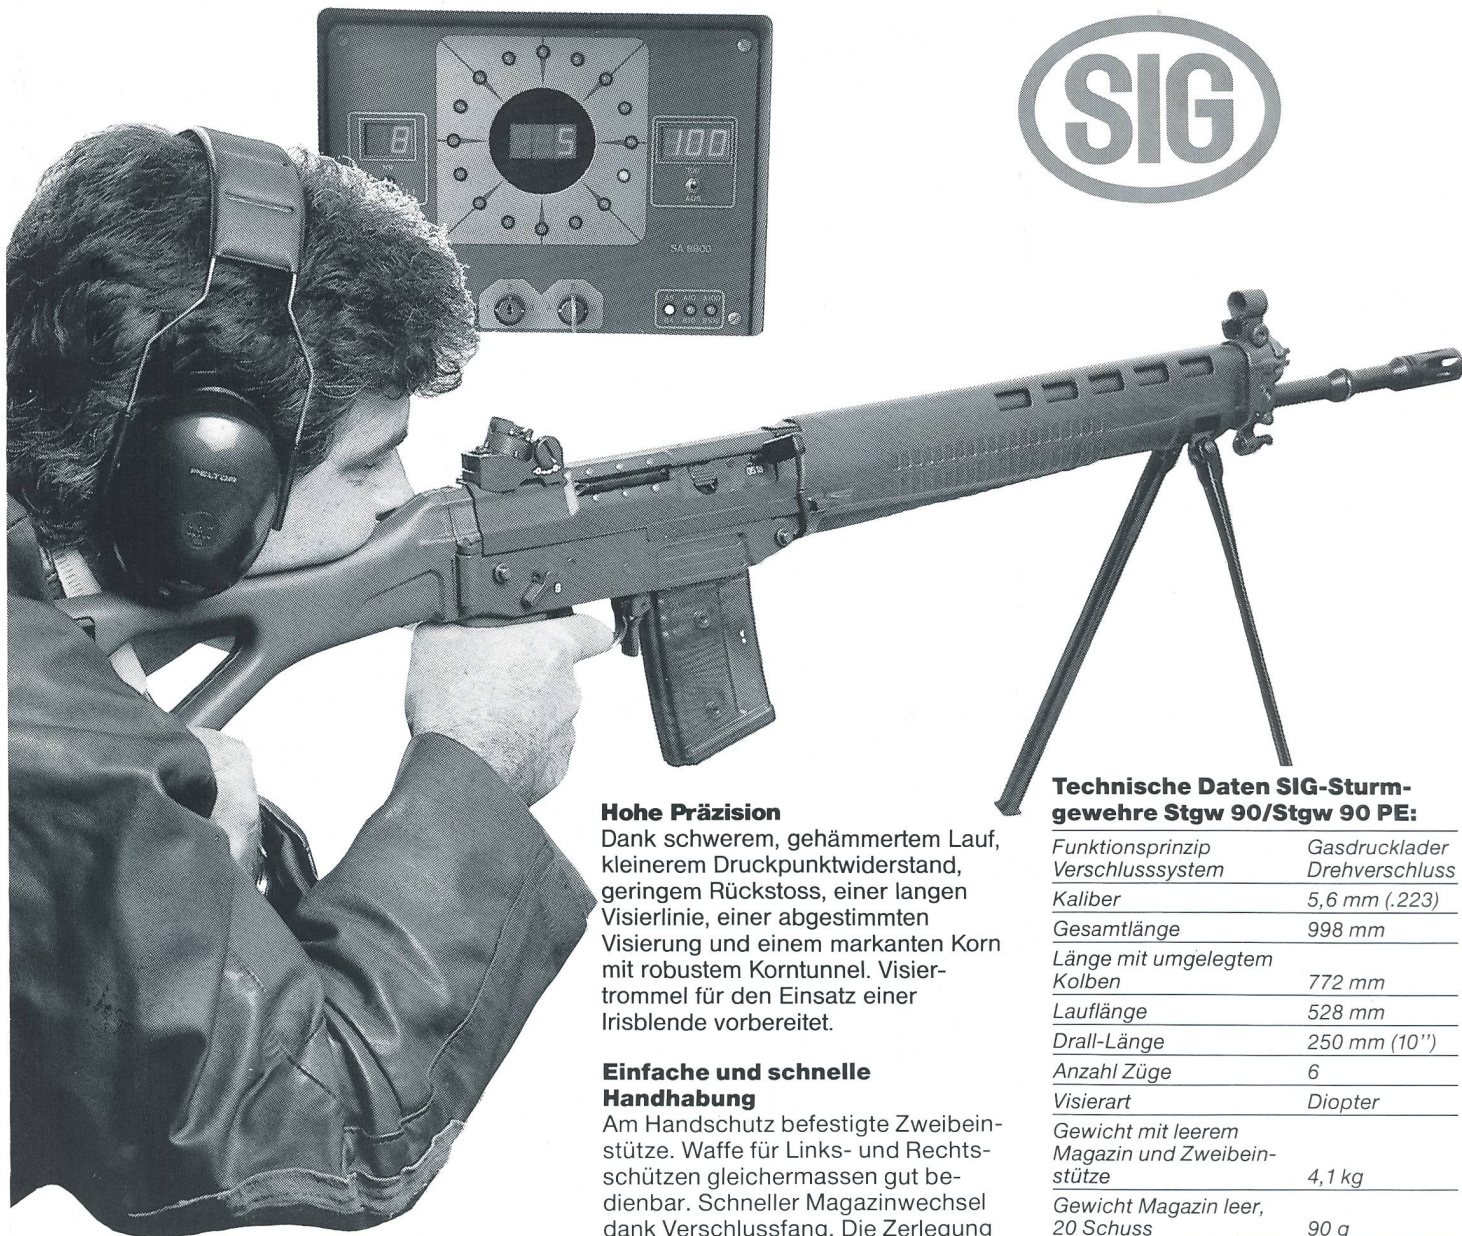 SIG
8
5
100
AUS
SA 8800
PELTOR
Hohe Präzision
Dank schwerem, gehämmertem Lauf,
kleinerem Druckpunktwiderstand,
geringem Rückstoss, einer langen
Visierlinie, einer abgestimmten
Visierung und einem markanten Korn
mit robustem Korntunnel. Visier-
trommel für den Einsatz einer
Irisblende vorbereitet.
Einfache und schnelle
Handhabung
Am Handschutz befestigte Zweibein-
stütze. Waffe für Links- und Rechts-
schützen gleichermassen gut be-
dienbar. Schneller Magazinwechsel
dank Verschlussfang. Die Zerlegung
Technische Daten SIG-Sturm-
gewehre Stgw 90/Stgw 90 PE:
Funktionsprinzip Gasdrucklader
Verschlusssystem Drehverschluss
Kaliber 5,6 mm (.223)
Gesamtlänge 998 mm
Länge mit umgelegtem
Kolben 772 mm
Lauflänge 528 mm
Drall-Länge 250 mm (10'')
Anzahl Züge 6
Visierart Diopter
Gewicht mit leerem
Magazin und Zweibein-
stütze 4,1 kg
Gewicht Magazin leer,
20 Schuss 90 g